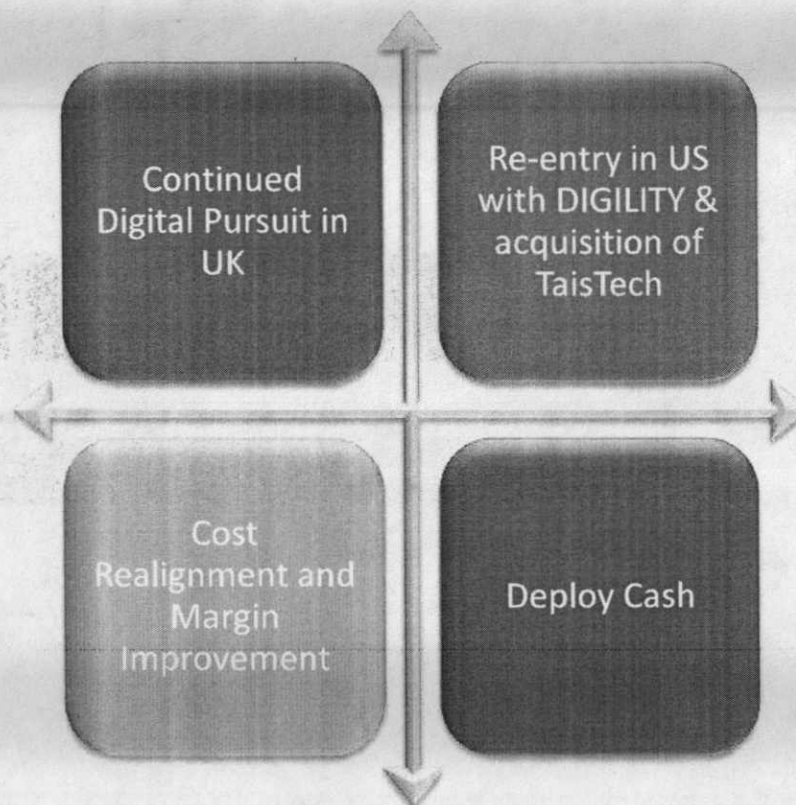 Continued
Digital Pursuit in
UK
Re-entry in US
with DIGILITY &
acquisition of
TaisTech
Cost
Realignment and
Margin
Improvement
Deploy Cash